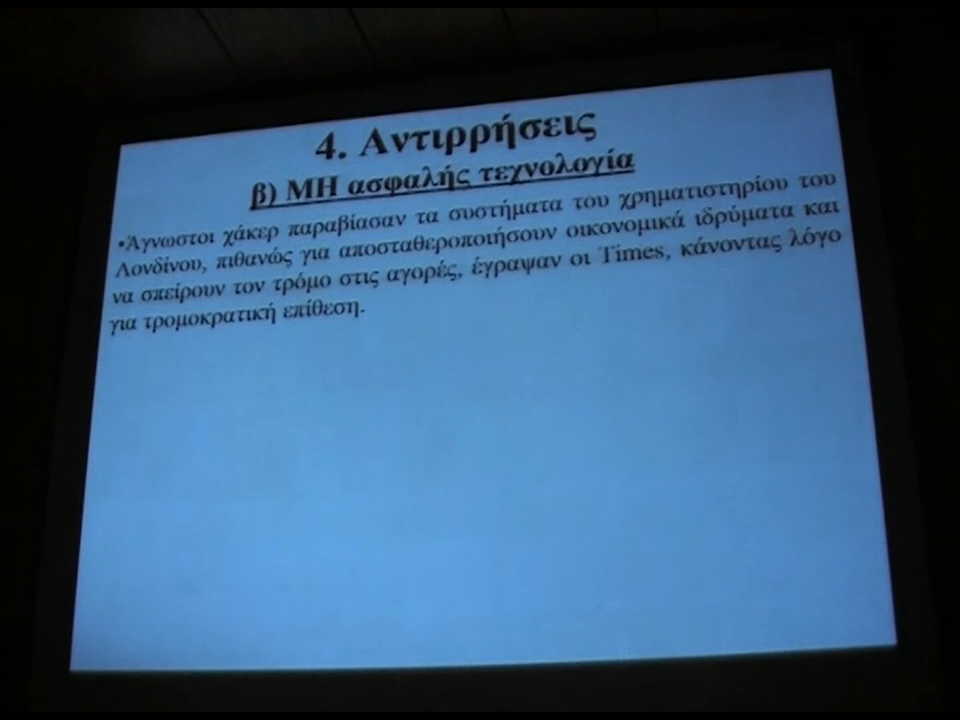 4. Αντιρρήσεις
β) ΜΗ ασφαλής τεχνολογία
•Άγνωστοι χάκερ παραβίασαν τα συστήματα του χρηματιστηρίου του
Λονδίνου, πιθανώς για αποσταθεροποιήσουν οικονομικά ιδρύματα και
να σπείρουν τον τρόμο στις αγορές, έγραψαν οι Times, κάνοντας λόγο
για τρομοκρατική επίθεση.